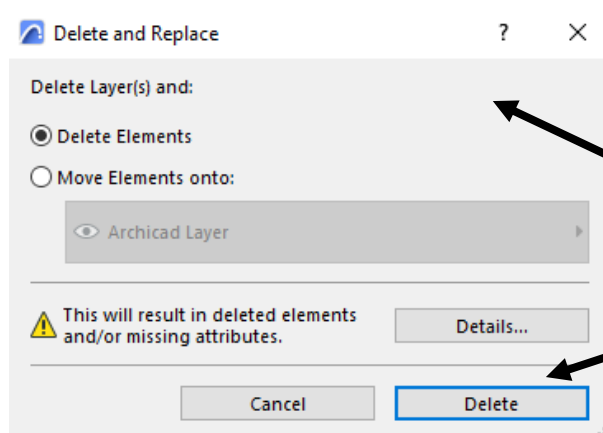 Delete and Replace
?
Delete Layer(s) and:
Delete Elements
Move Elements onto:
Archicad Layer
This will result in deleted elements
and/or missing attributes.
Details...
Cancel
Delete